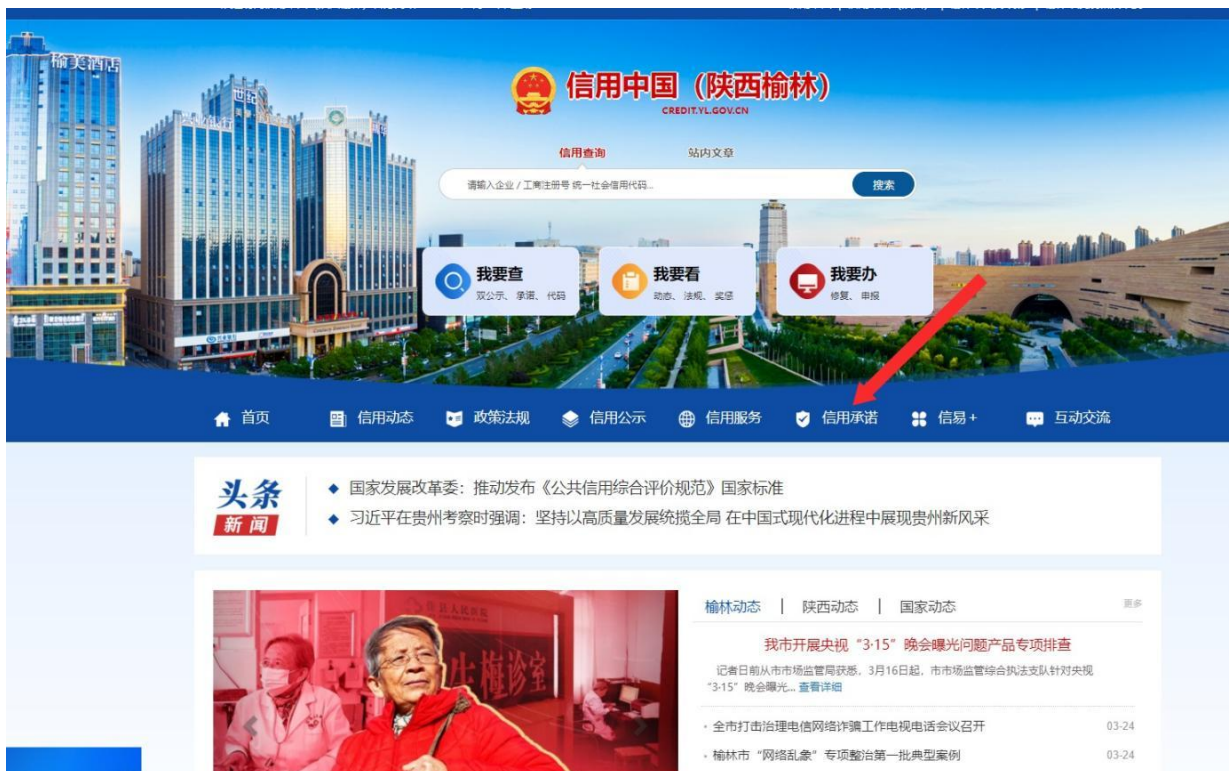 榆美酒店
世纪
信用中国（陕西榆林）
CREDIT.YL.GOV.CN
信用查询 站内文章
请输入企业 / 工商注册号 统一社会信用代码... 搜索
我要查 我要看 我要办
双公示、 承诺、 代码 动态、 法规、 奖惩 修复、 申报
首页 信用动态 政策法规 信用公示 信用服务 信用承诺 信易+ 互动交流
头条
新闻
国家发展改革委：推动发布《公共信用综合评价规范》国家标准
习近平在贵州考察时强调：坚持以高质量发展统揽全局 在中国式现代化进程中展现贵州新风采
榆林动态 | 陕西动态 | 国家动态 更多
我市开展央视“3·15”晚会曝光问题产品专项排查
记者日前从市市场监管局获悉，3月16日起，市市场监管综合执法支队针对央视
“3·15”晚会曝光... 查看详细
全市打击治理电信网络诈骗工作电视电话会议召开 03-24
榆林市“网络乱象”专项整治第一批典型案例 03-24